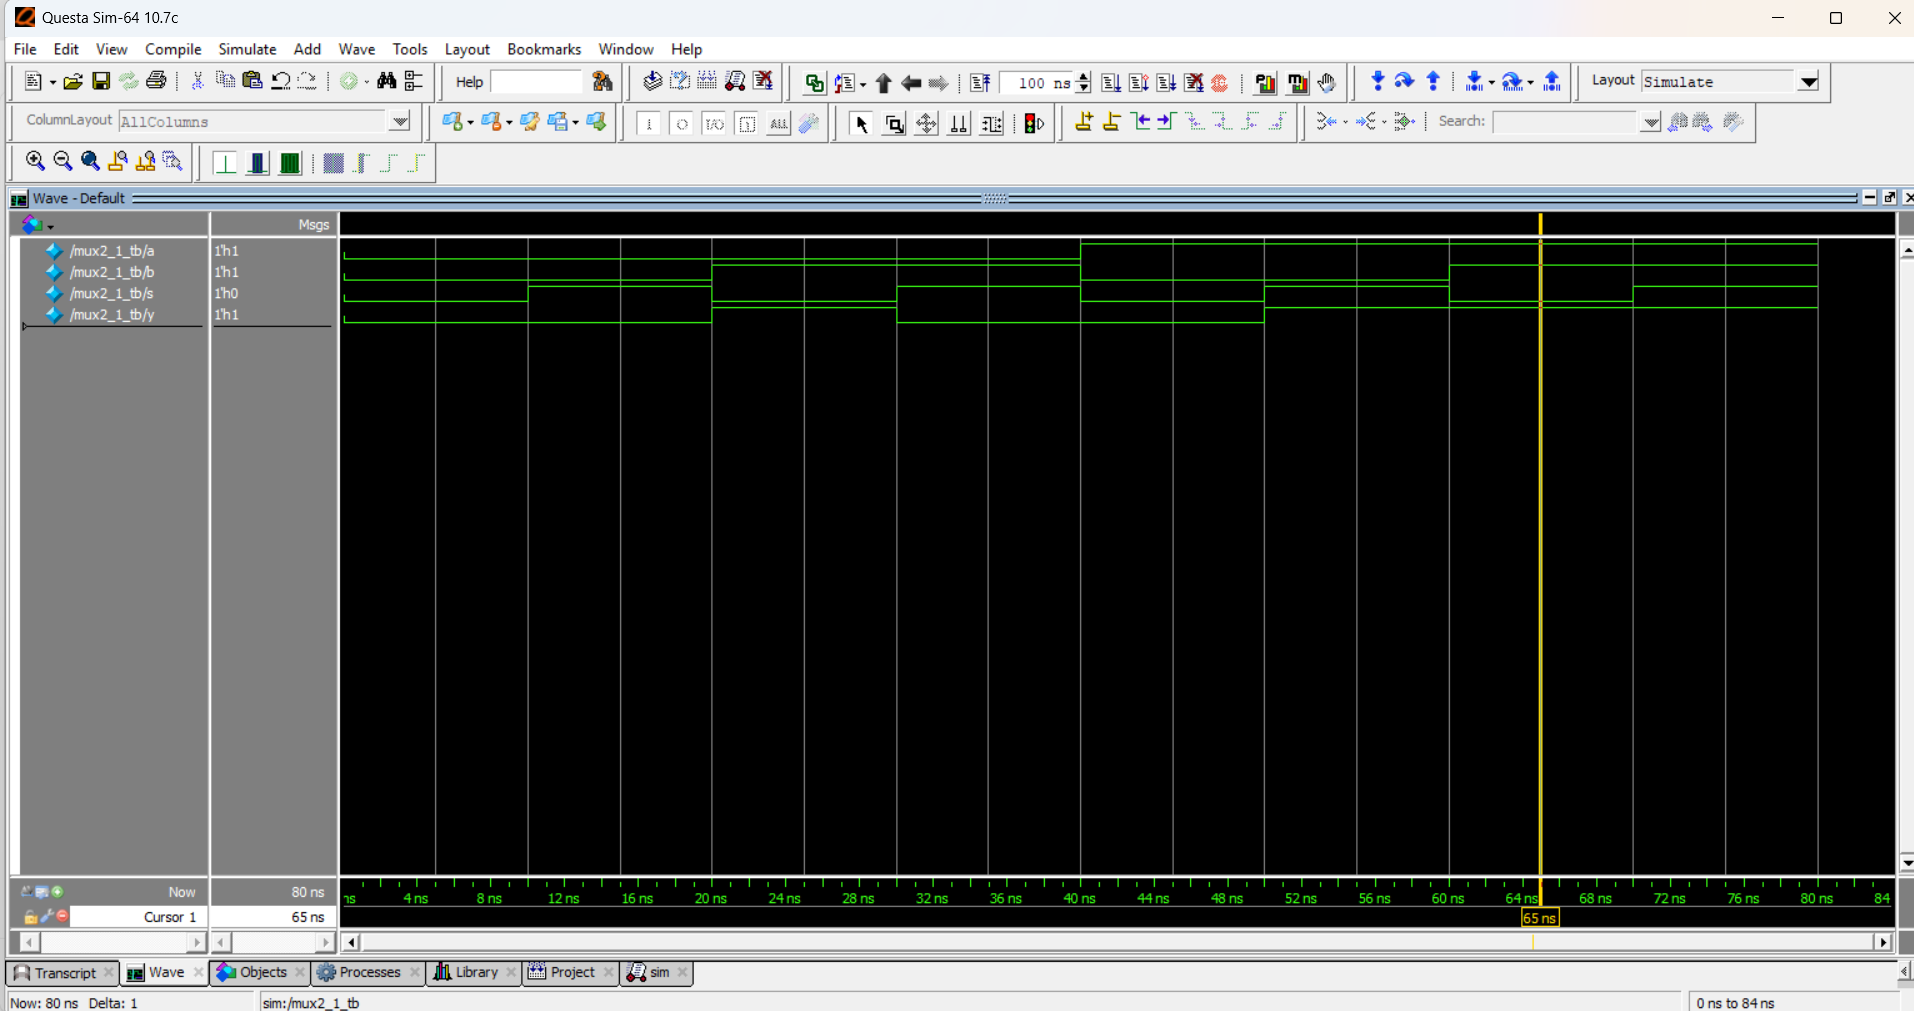 Questa Sim-64 10.7c
File Edit View Compile Simulate Add Wave Tools Layout Bookmarks Window Help
Help 100 ns Layout Simulate
ColumnLayout AllColumns ALL Search:
Wave - Default
Msgs
/mux2_1_tb/a 1'h1
/mux2_1_tb/b 1'h1
/mux2_1_tb/s 1'h0
/mux2_1_tb/y 1'h1
Now 80 ns
ns 4 ns 8 ns 12 ns 16 ns 20 ns 24 ns 28 ns 32 ns 36 ns 40 ns 44 ns 48 ns 52 ns 56 ns 60 ns 64 ns 68 ns 72 ns 76 ns 80 ns 84
Cursor 1 65 ns
65 ns
Transcript Wave Objects Processes Library Project sim
Now: 80 ns Delta: 1 sim:/mux2_1_tb 0 ns to 84 ns